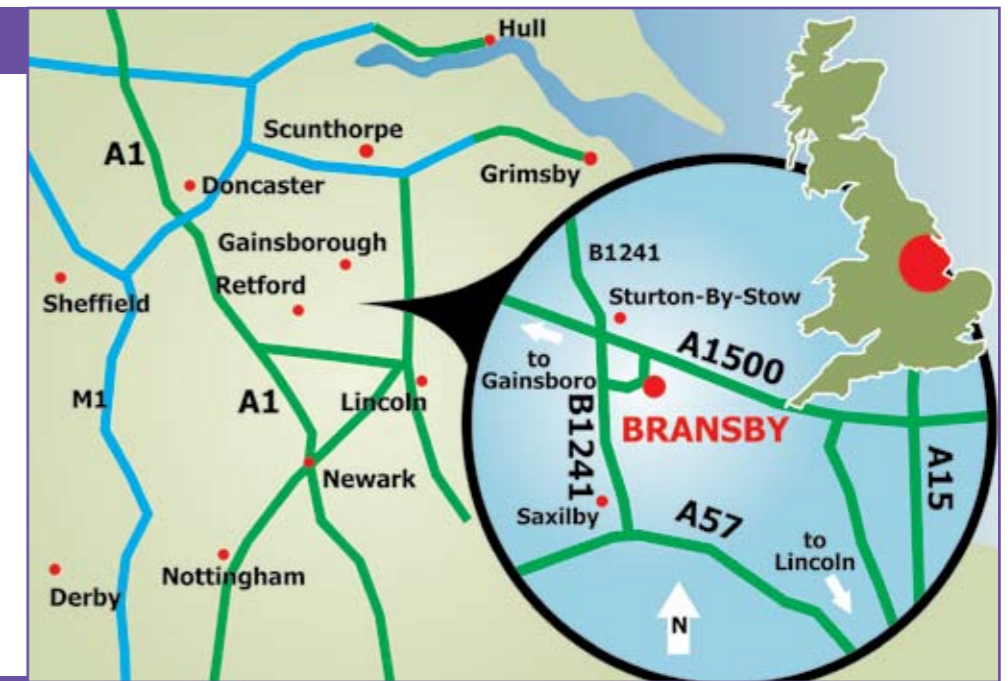 Hull
Scunthorpe
A1
Grimsby
Doncaster
Gainsborough
B1241
Retford
Sheffield
Sturton-By-Stow
to
Gainsboro
A1500
M1
A1
Lincoln
B1241
BRANSBY
Newark
A15
Saxilby
A57
to
Lincoln
Nottingham
Derby
N